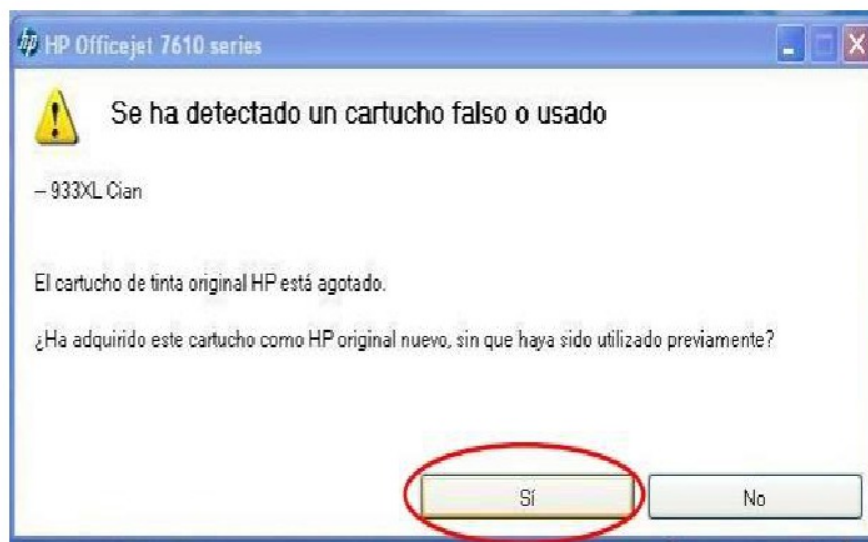 hp HP Officejet 7610 series
Se ha detectado un cartucho falso o usado
– 933XL Cian
El cartucho de tinta original HP está agotado.
¿Ha adquirido este cartucho como HP original nuevo, sin que haya sido utilizado previamente?
Sí No